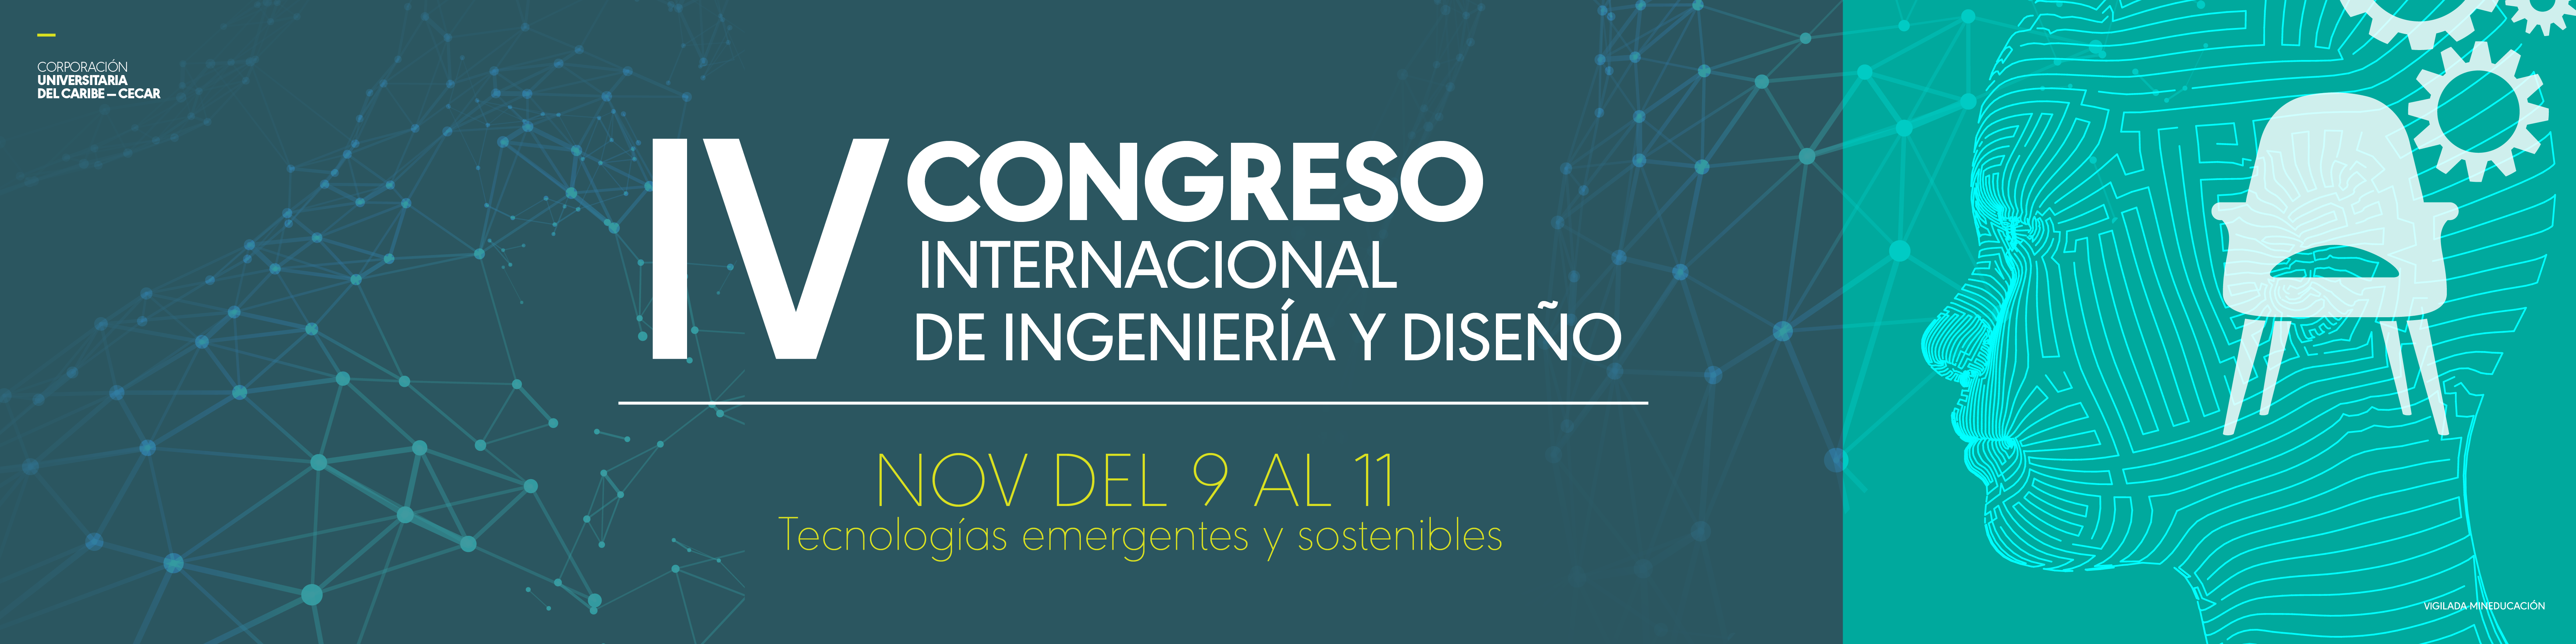 CORPORACIÓN
UNIVERSITARIA
DEL CARIBE – CECAR
IV CONGRESO
INTERNACIONAL
DE INGENIERÍA Y DISEÑO
NOV DEL 9 AL 11
Tecnologías emergentes y sostenibles
VIGILADA MINEDUCACIÓN